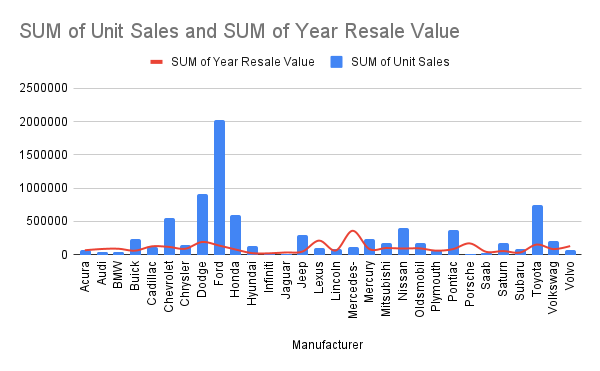 SUM of Unit Sales and SUM of Year Resale Value
SUM of Year Resale Value
SUM of Unit Sales
2500000
2000000
1500000
1000000
500000
0
Acura
Audi
BMW
Buick
Cadillac
Chevrolet
Chrysler
Dodge
Ford
Honda
Hyundai
Infiniti
Jaguar
Jeep
Lexus
Lincoln
Mercedes-
Mercury
Mitsubishi
Nissan
Oldsmobil
Plymouth
Pontiac
Porsche
Saab
Saturn
Subaru
Toyota
Volkswag
Volvo
Manufacturer